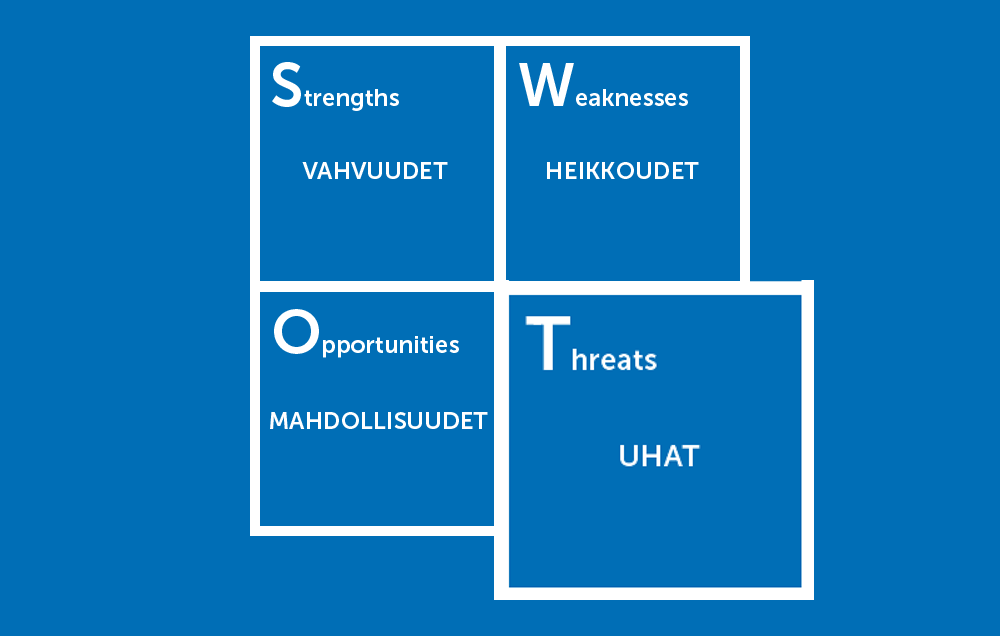 Strengths
VAHVUUDET
Weaknesses
HEIKKOUDET
Opportunities
MAHDOLLISUUDET
Threats
UHAT